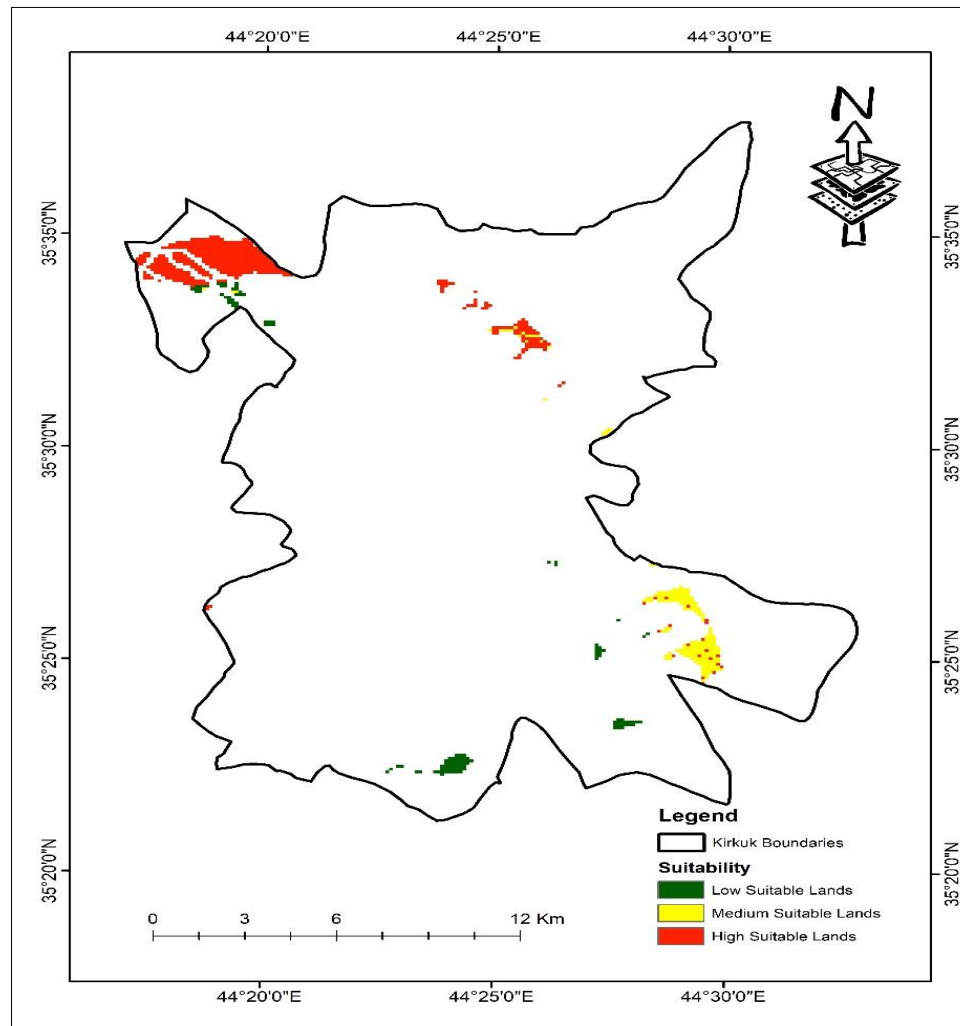 44°20'0"E 44°25'0"E 44°30'0"E
N
35°35'0"N 35°35'0"N
35°30'0"N 35°30'0"N
35°25'0"N 35°25'0"N
35°20'0"N 35°20'0"N
Legend
Kirkuk Boundaries
Suitability
Low Suitable Lands
Medium Suitable Lands
High Suitable Lands
0 3 6 12 Km
44°20'0"E 44°25'0"E 44°30'0"E